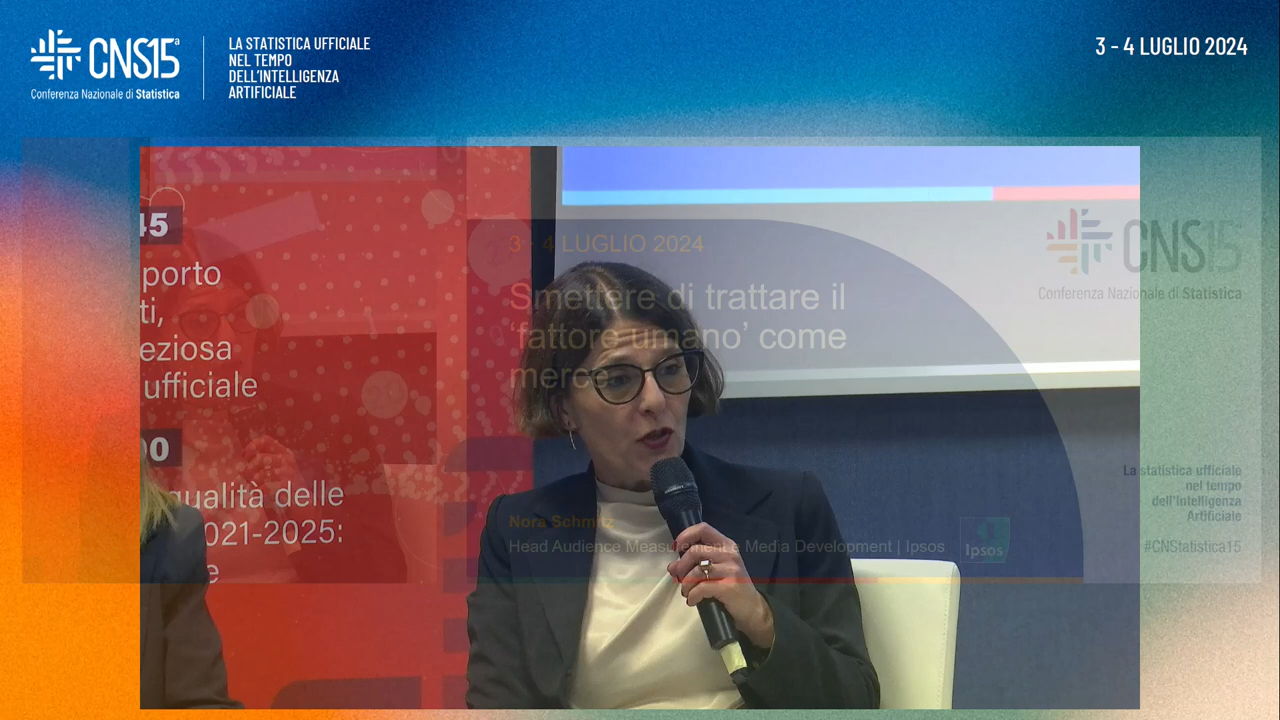 CNS15ª
Conferenza Nazionale di Statistica
LA STATISTICA UFFICIALE
NEL TEMPO
DELL'INTELLIGENZA
ARTIFICIALE
3 - 4 LUGLIO 2024
45
porto
ti,
eziosa
ufficiale
00
qualità delle
2021-2025:
e
3 - 4 LUGLIO 2024
Smettere di trattare il
'fattore umano' come
merce
Nora Schmitz
Head Audience Measurement e Media Development | Ipsos
Ipsos
CNS15
Conferenza Nazionale di Statistica
La statistica ufficiale
nel tempo
dell'Intelligenza
Artificiale
#CNStatistica15